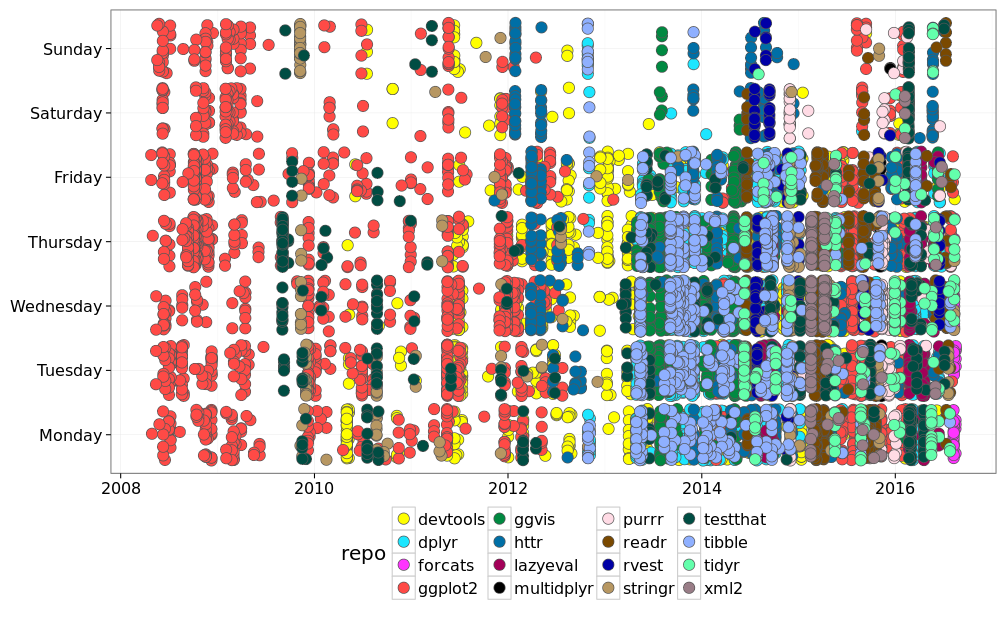 Sunday
Saturday
Friday
Thursday
Wednesday
Tuesday
Monday
2008 2010 2012 2014 2016
repo
devtools ggvis purrr testthat
dplyr httr readr tibble
forcats lazyeval rvest tidyr
ggplot2 multidplyr stringr xml2